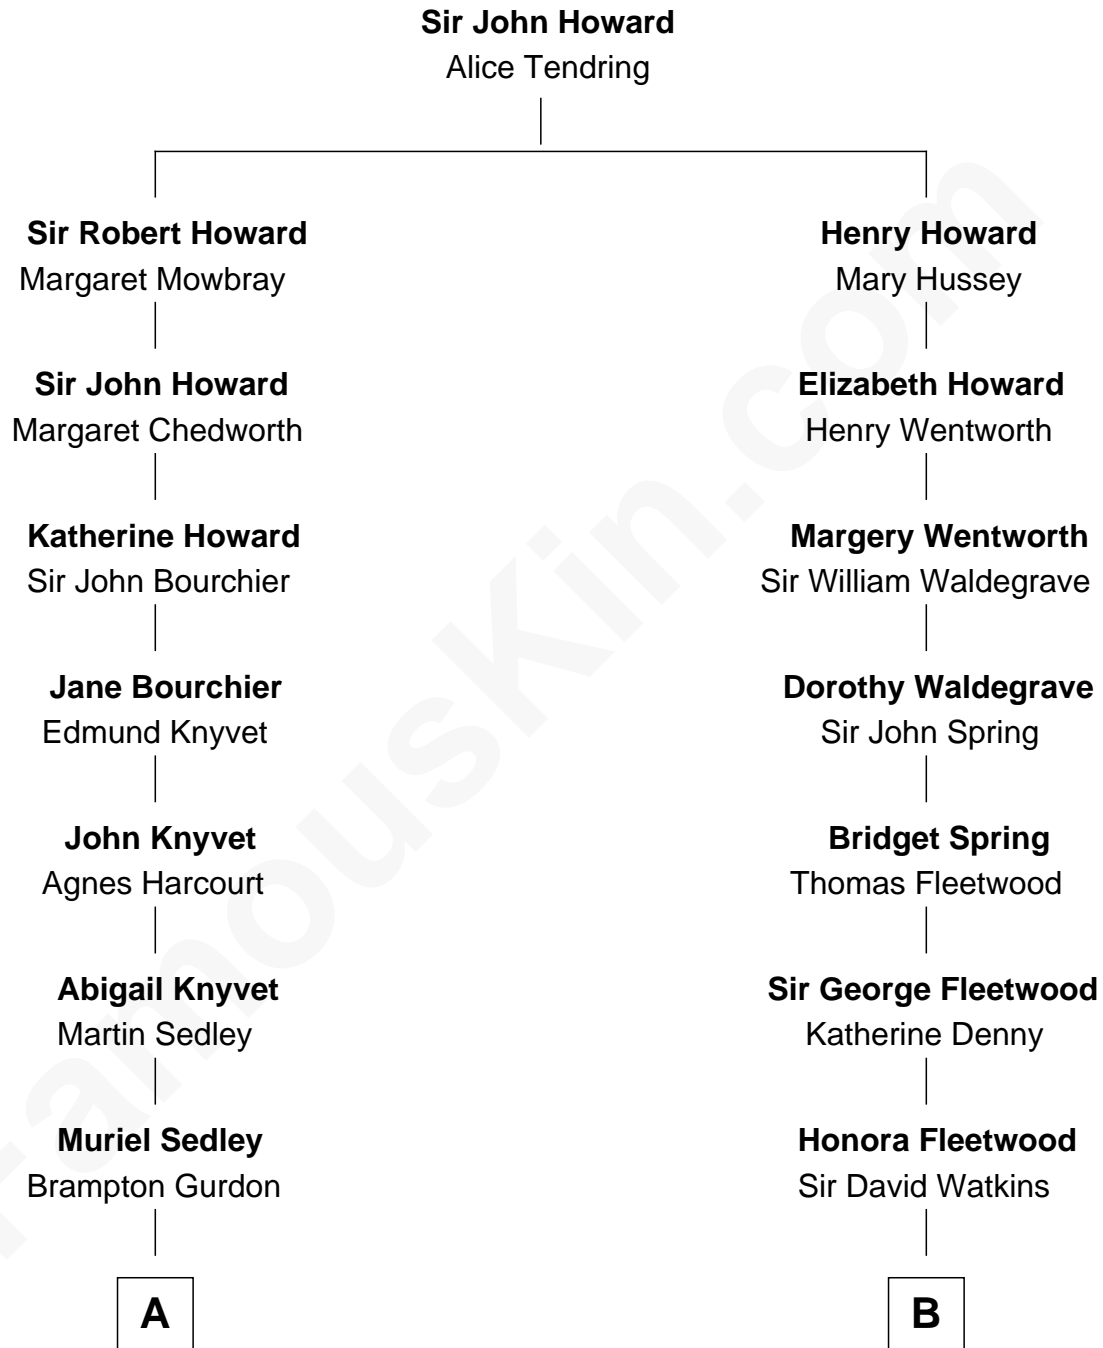 Sir John Howard
Alice Tendring
Sir Robert Howard
Margaret Mowbray
Henry Howard
Mary Hussey
Sir John Howard
Margaret Chedworth
Elizabeth Howard
Henry Wentworth
Katherine Howard
Sir John Bourchier
Margery Wentworth
Sir William Waldegrave
Jane Bourchier
Edmund Knyvet
Dorothy Waldegrave
Sir John Spring
John Knyvet
Agnes Harcourt
Bridget Spring
Thomas Fleetwood
Abigail Knyvet
Martin Sedley
Sir George Fleetwood
Katherine Denny
Muriel Sedley
Brampton Gurdon
Honora Fleetwood
Sir David Watkins
A
B
FamousKin.com